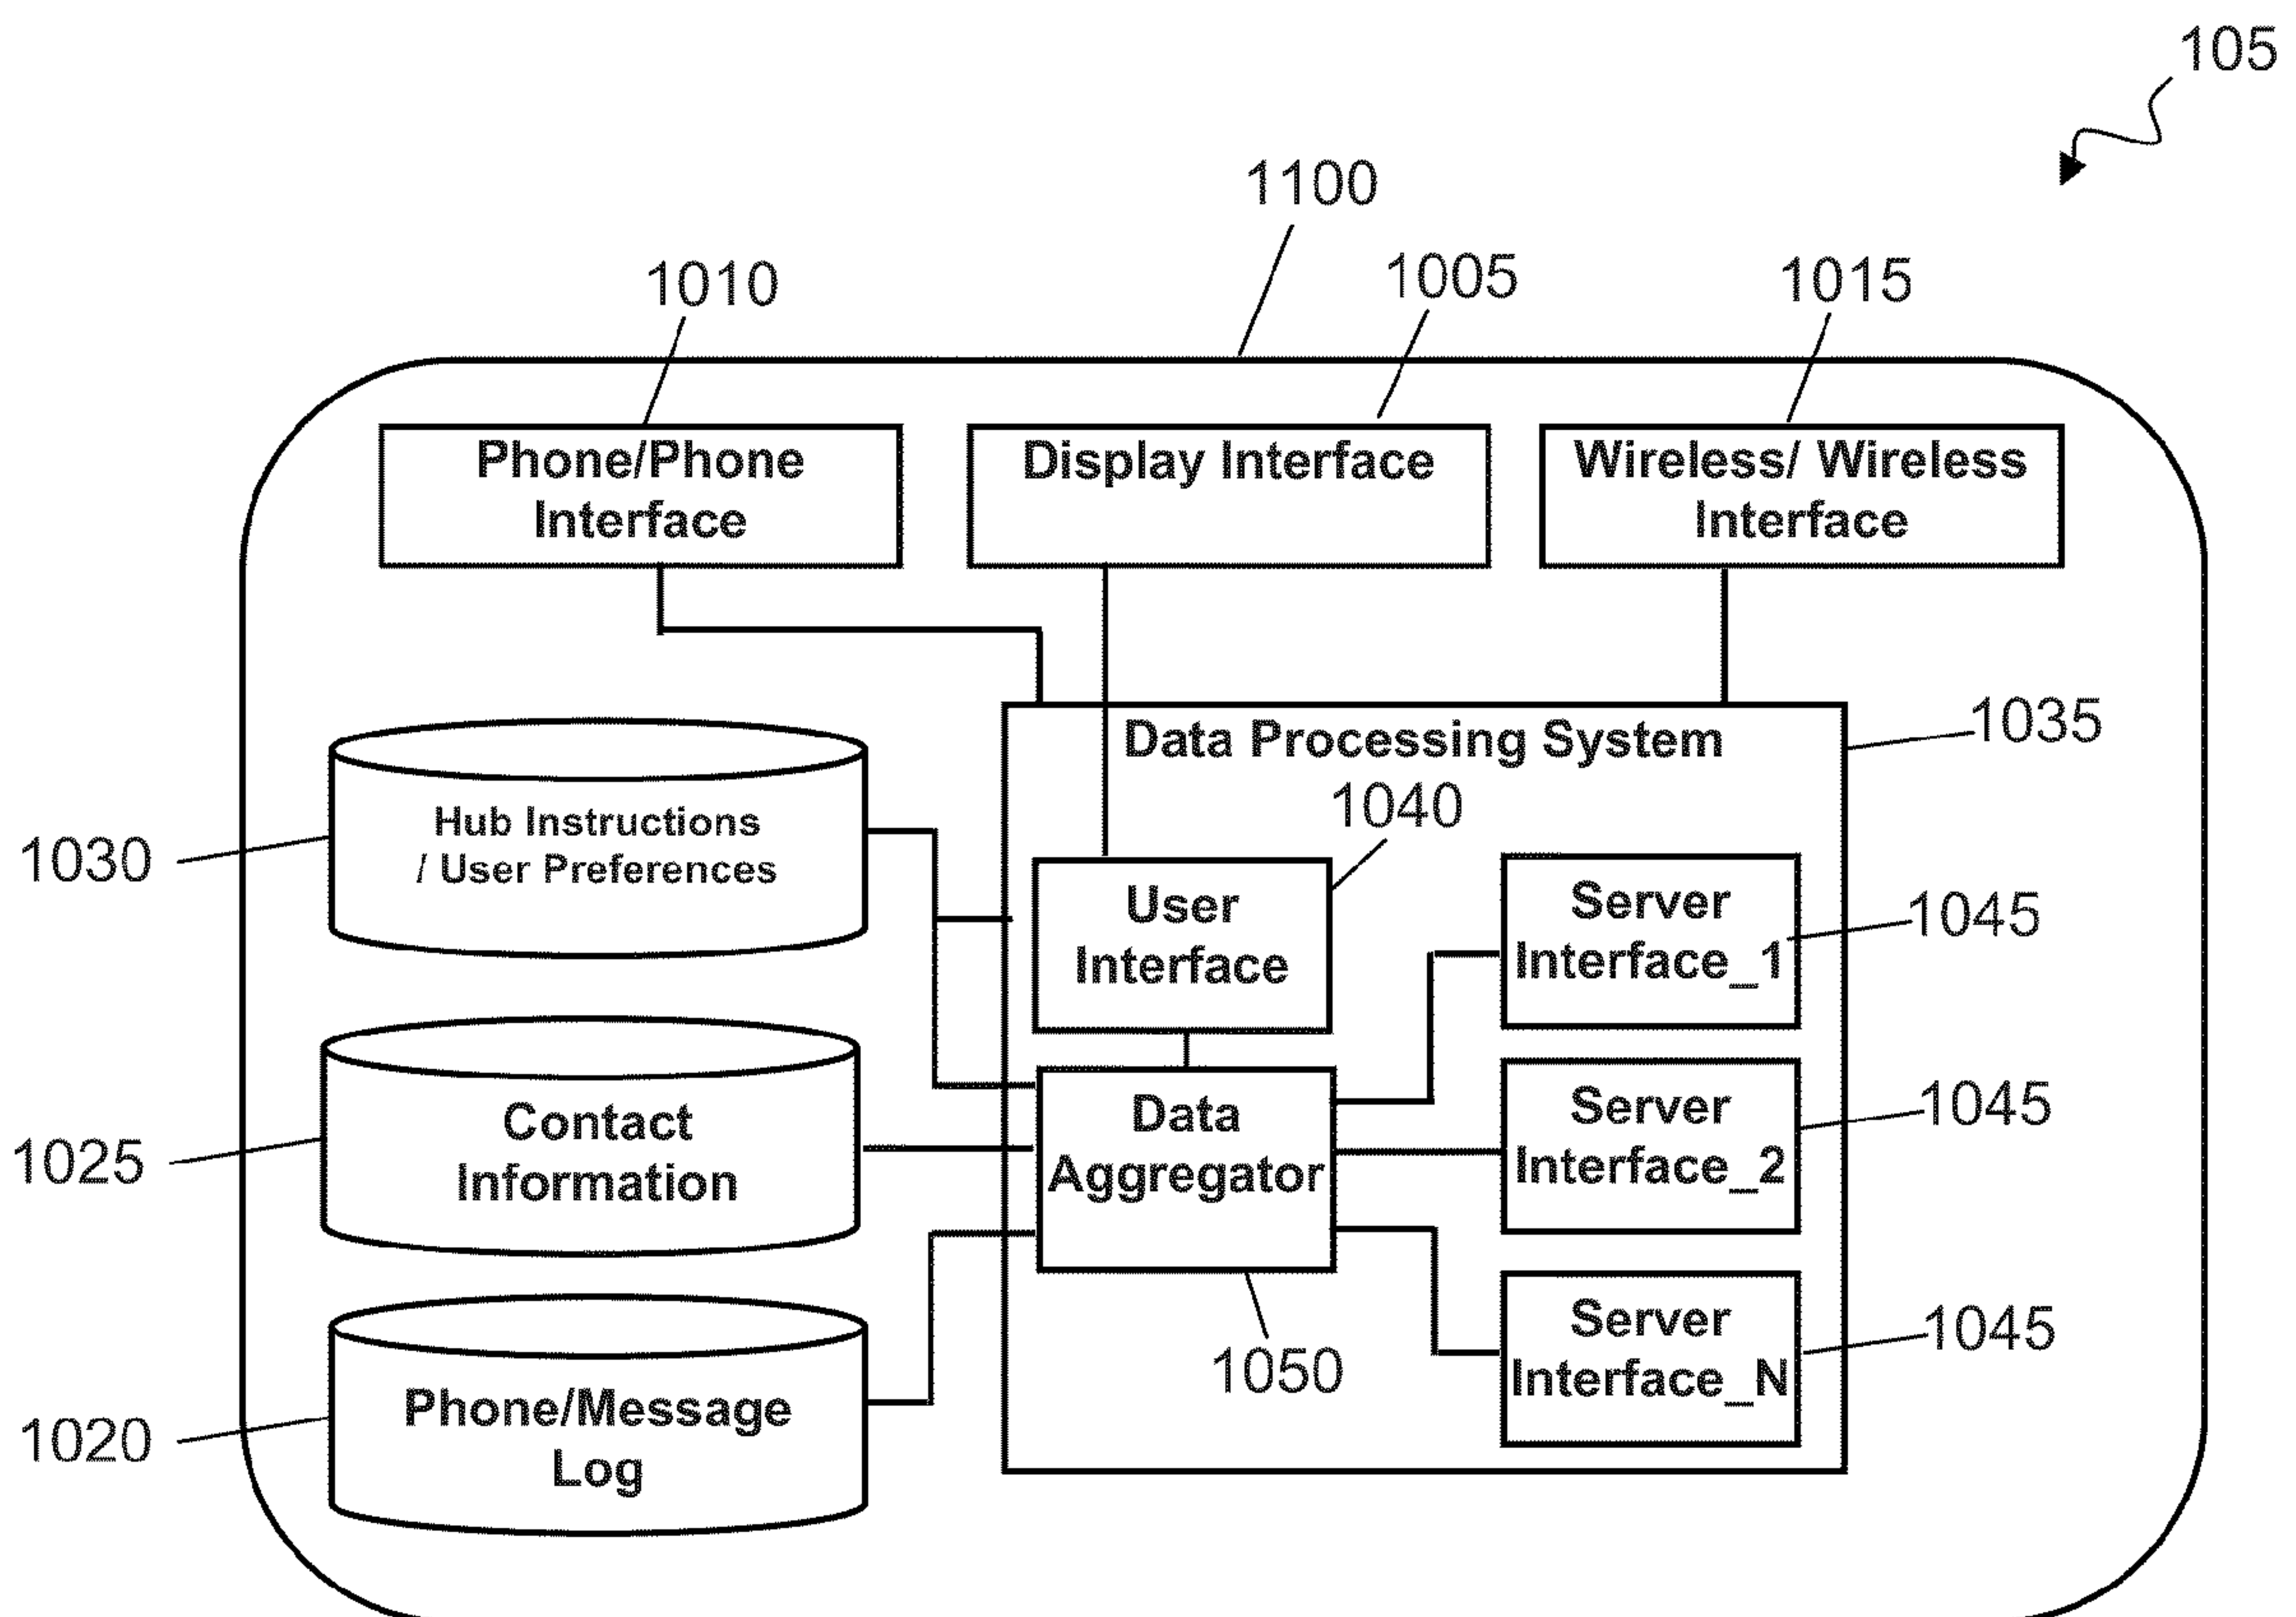 105
1100
1010
1005
1015
Phone/Phone
Interface
Display Interface
Wireless/ Wireless
Interface
Data Processing System
1035
1040
Hub Instructions
/ User Preferences
1030
User
Interface
Server
Interface_1
1045
Contact
Information
1025
Data
Aggregator
Server
Interface_2
1045
1050
Server
Interface_N
1045
Phone/Message
Log
1020